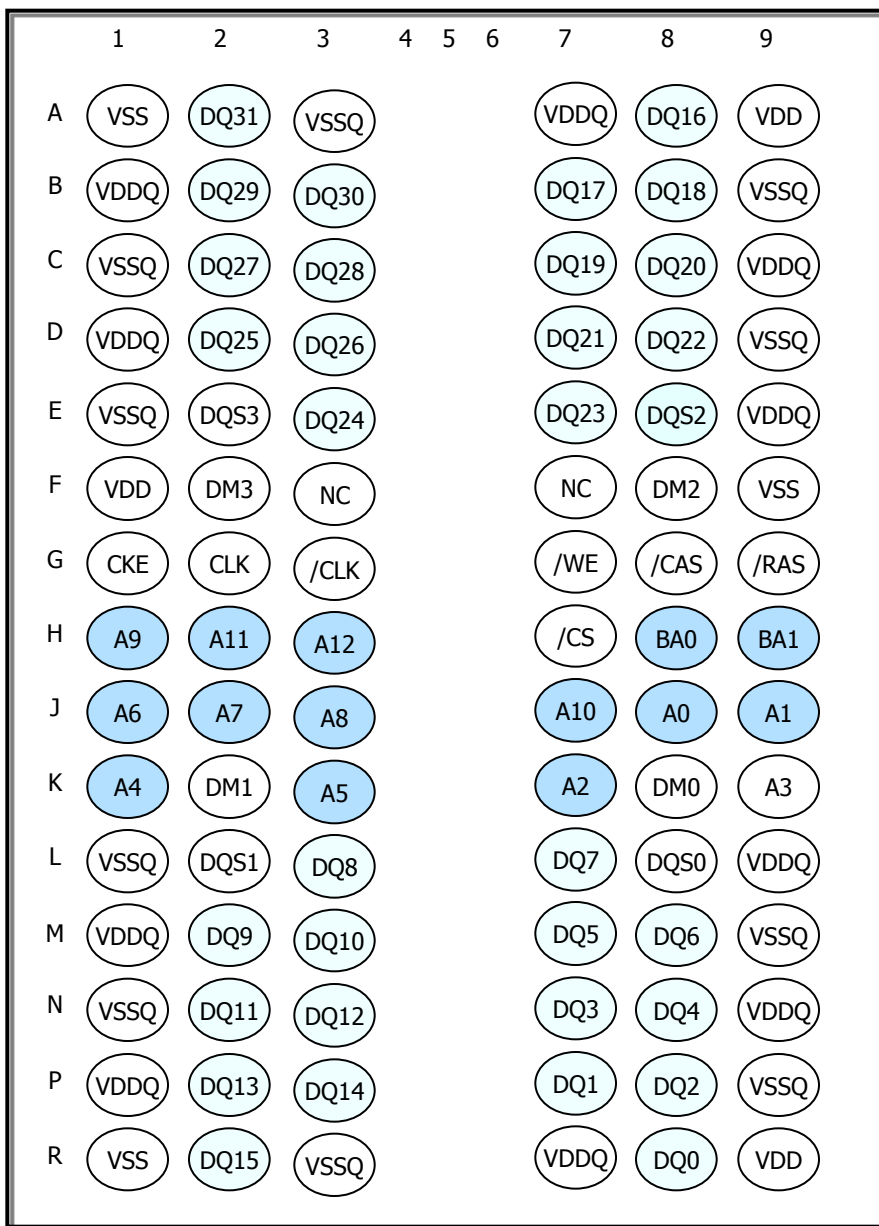 1 2 3 4 5 6 7 8 9
A VSS DQ31 VSSQ VDDQ DQ16 VDD
B VDDQ DQ29 DQ30 DQ17 DQ18 VSSQ
C VSSQ DQ27 DQ28 DQ19 DQ20 VDDQ
D VDDQ DQ25 DQ26 DQ21 DQ22 VSSQ
E VSSQ DQS3 DQ24 DQ23 DQS2 VDDQ
F VDD DM3 NC NC DM2 VSS
G CKE CLK /CLK /WE /CAS /RAS
H A9 A11 A12 /CS BA0 BA1
J A6 A7 A8 A10 A0 A1
K A4 DM1 A5 A2 DM0 A3
L VSSQ DQS1 DQ8 DQ7 DQS0 VDDQ
M VDDQ DQ9 DQ10 DQ5 DQ6 VSSQ
N VSSQ DQ11 DQ12 DQ3 DQ4 VDDQ
P VDDQ DQ13 DQ14 DQ1 DQ2 VSSQ
R VSS DQ15 VSSQ VDDQ DQ0 VDD